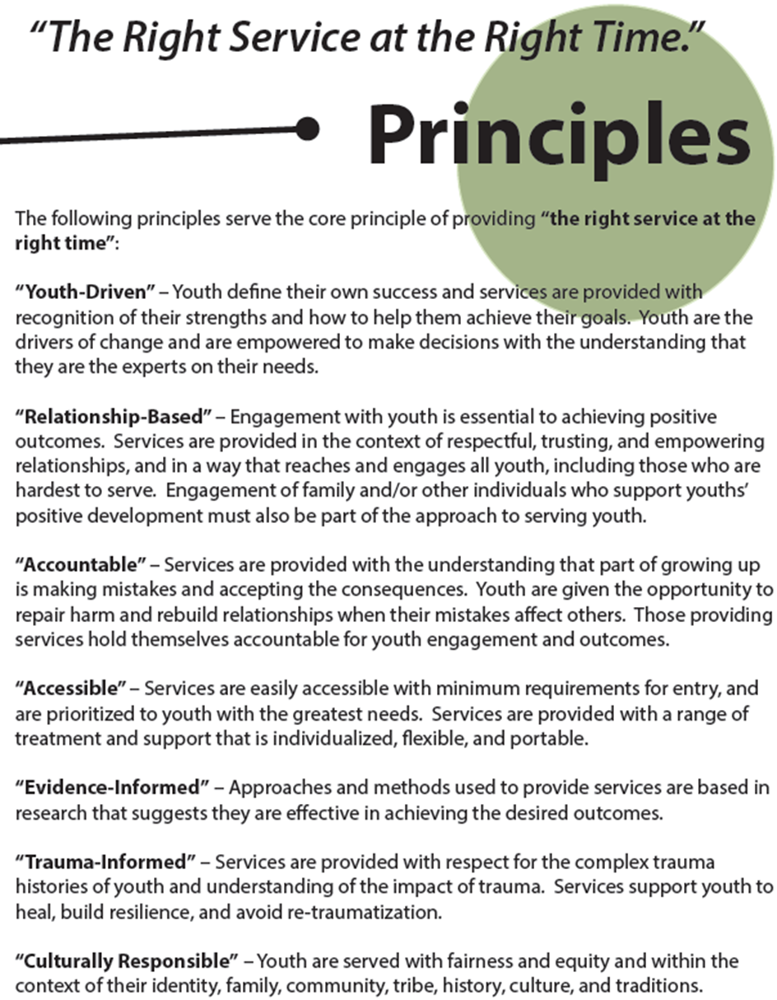 “The Right Service at the Right Time.”
Principles
The following principles serve the core principle of providing “the right service at the
right time”:
“Youth-Driven” – Youth define their own success and services are provided with
recognition of their strengths and how to help them achieve their goals.  Youth are the
drivers of change and are empowered to make decisions with the understanding that
they are the experts on their needs.
“Relationship-Based” – Engagement with youth is essential to achieving positive
outcomes.  Services are provided in the context of respectful, trusting, and empowering
relationships, and in a way that reaches and engages all youth, including those who are
hardest to serve.  Engagement of family and/or other individuals who support youths’
positive development must also be part of the approach to serving youth.
“Accountable” – Services are provided with the understanding that part of growing up
is making mistakes and accepting the consequences.  Youth are given the opportunity to
repair harm and rebuild relationships when their mistakes affect others.  Those providing
services hold themselves accountable for youth engagement and outcomes.
“Accessible” – Services are easily accessible with minimum requirements for entry, and
are prioritized to youth with the greatest needs.  Services are provided with a range of
treatment and support that is individualized, flexible, and portable.
“Evidence-Informed” – Approaches and methods used to provide services are based in
research that suggests they are effective in achieving the desired outcomes.
“Trauma-Informed” – Services are provided with respect for the complex trauma
histories of youth and understanding of the impact of trauma.  Services support youth to
heal, build resilience, and avoid re-traumatization.
“Culturally Responsible” – Youth are served with fairness and equity and within the
context of their identity, family, community, tribe, history, culture, and traditions.